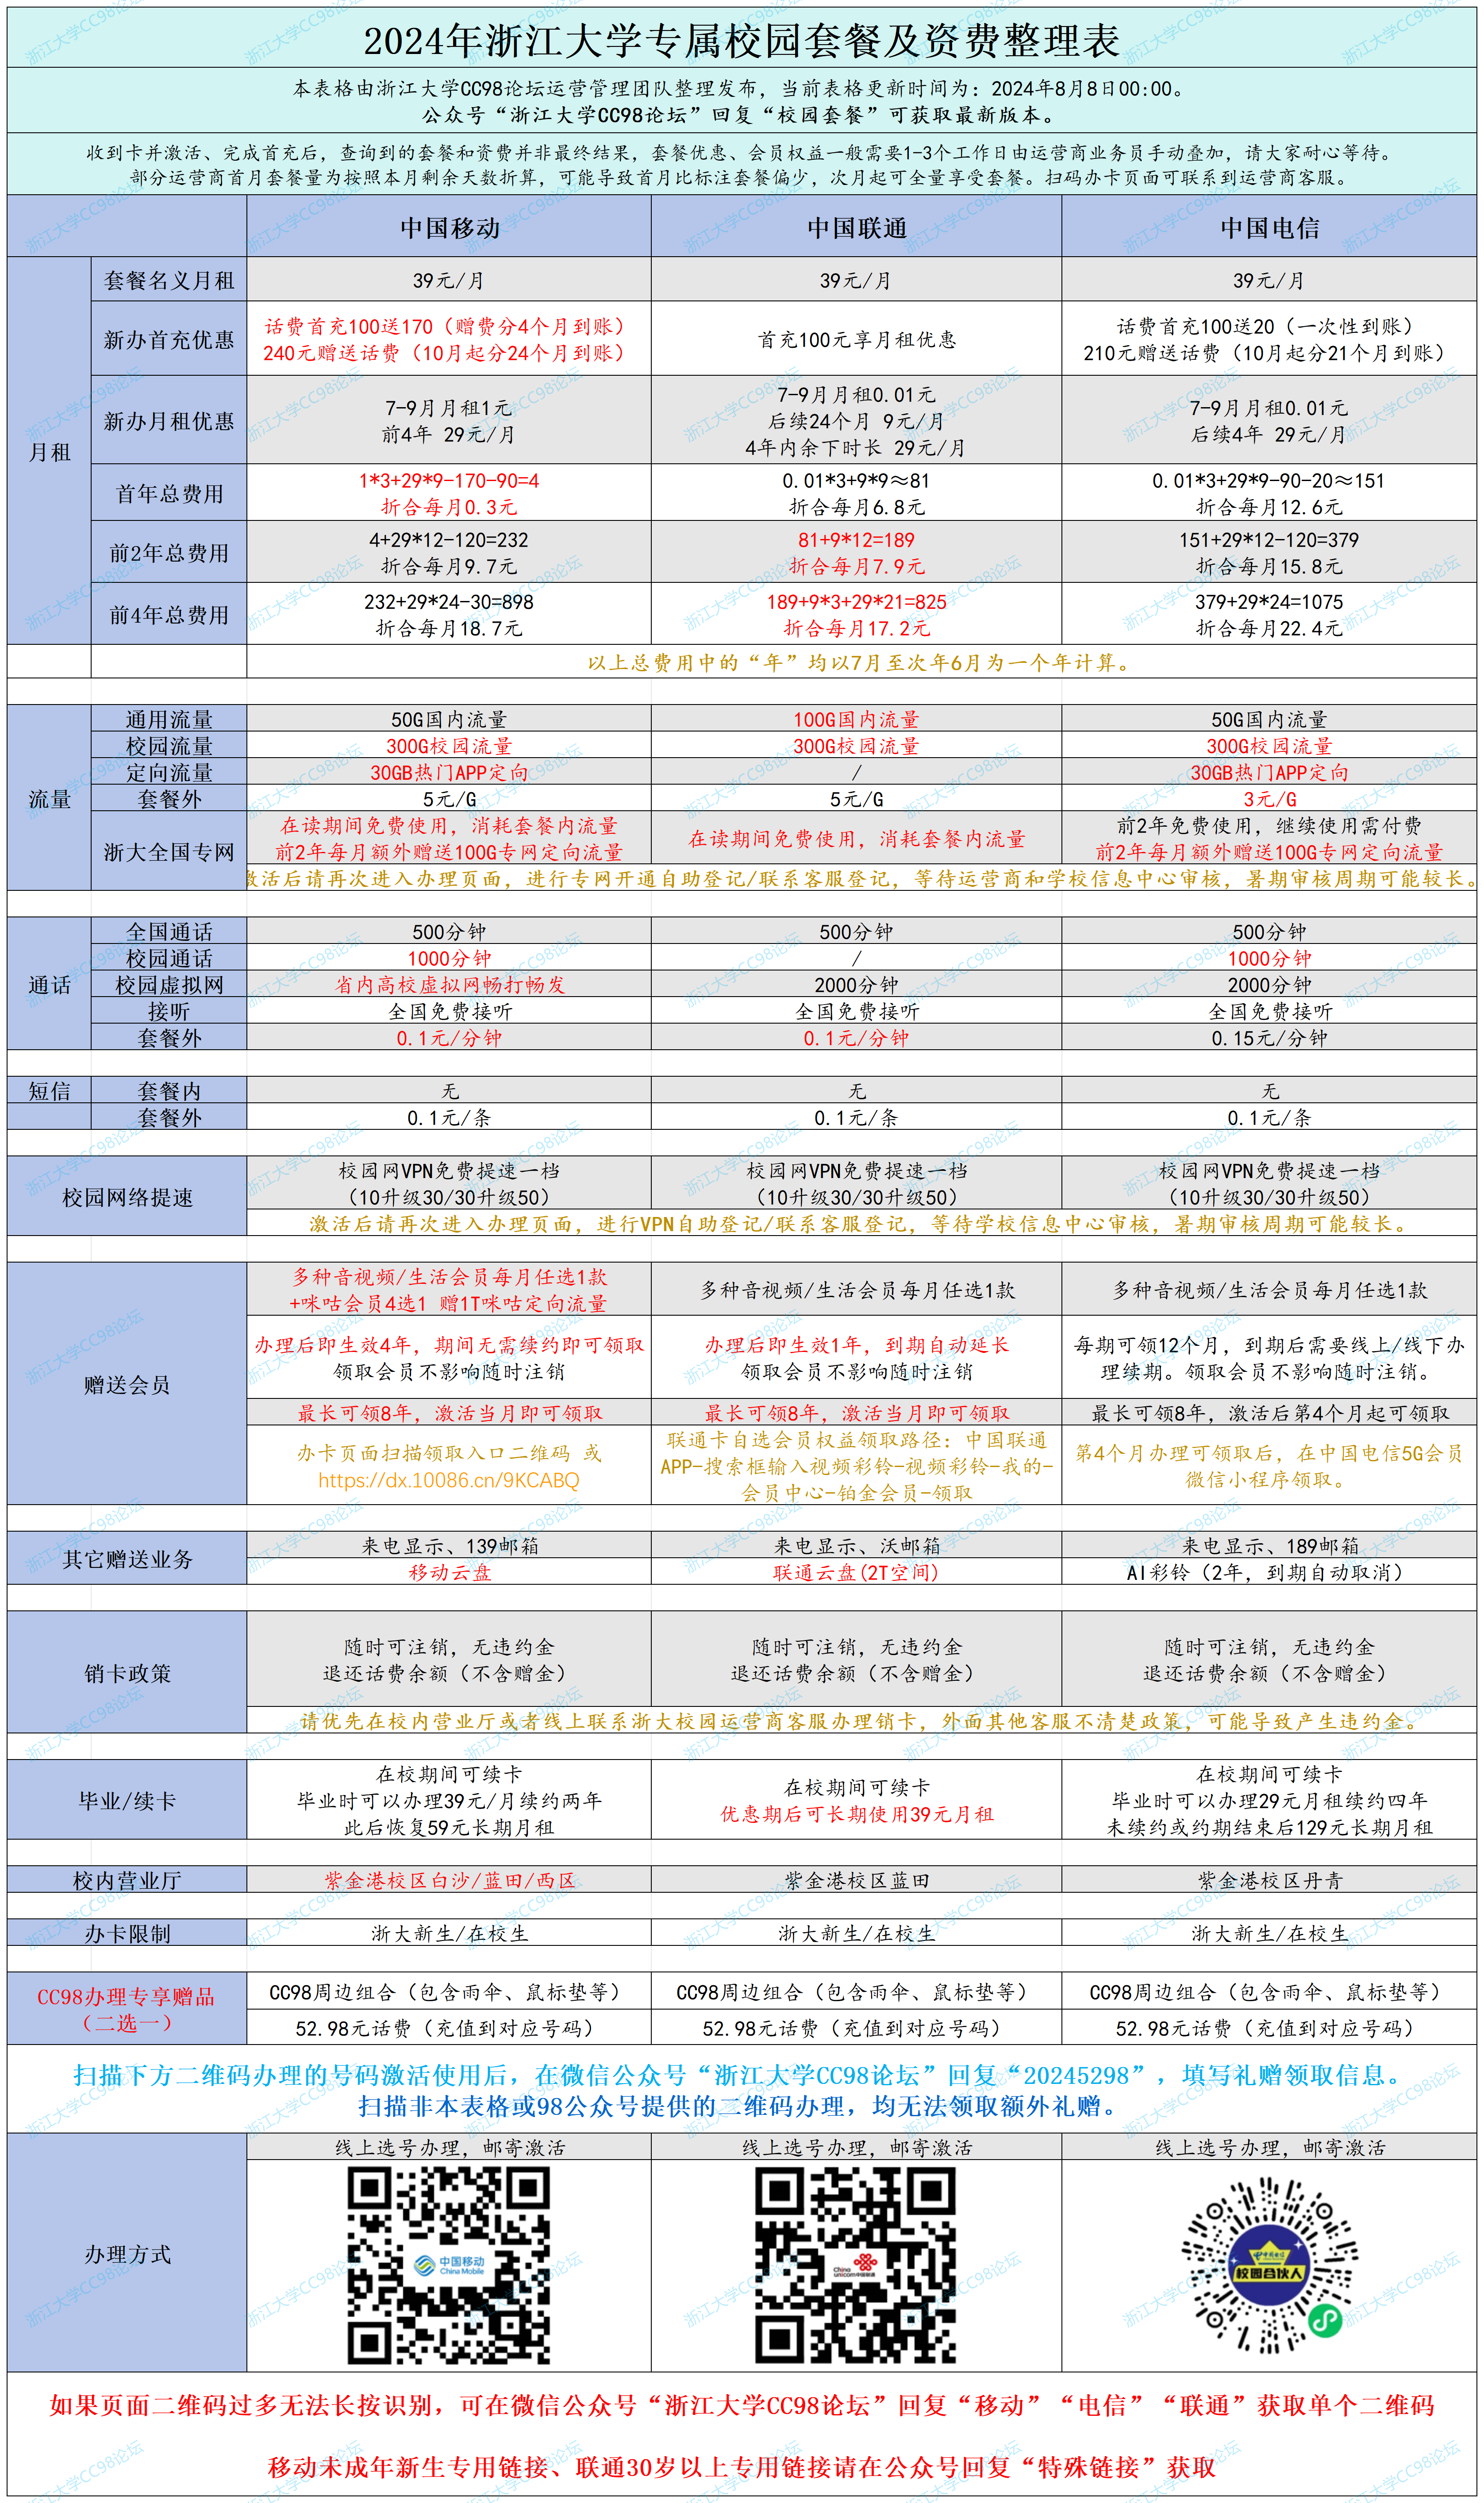 2024年浙江大学专属校园套餐及资费整理表
本表格由浙江大学CC98论坛运营管理团队整理发布，当前表格更新时间为：2024年8月8日00:00。
公众号“浙江大学CC98论坛”回复“校园套餐”可获取最新版本。
收到卡并激活、完成首充后，查询到的套餐和资费并非最终结果，套餐优惠、会员权益一般需要1-3个工作日由运营商业务员手动叠加，请大家耐心等待。
部分运营商首月套餐量为按照本月剩余天数折算，可能导致首月比标注套餐偏少，次月起可全量享受套餐。扫码办卡页面可联系到运营商客服。
中国移动 中国联通 中国电信
月租
套餐名义月租 39元/月 39元/月 39元/月
新办首充优惠
话费首充100送170（赠费分4个月到账）
240元赠送话费（10月起分24个月到账）
首充100元享月租优惠
话费首充100送20（一次性到账）
210元赠送话费（10月起分21个月到账）
新办月租优惠
7-9月月租1元
前4年 29元/月
7-9月月租0.01元
后续24个月 9元/月
4年内余下时长 29元/月
7-9月月租0.01元
后续4年 29元/月
首年总费用
1*3+29*9-170-90=4
折合每月0.3元
0.01*3+9*9≈81
折合每月6.8元
0.01*3+29*9-90-20≈151
折合每月12.6元
前2年总费用
4+29*12-120=232
折合每月9.7元
81+9*12=189
折合每月7.9元
151+29*12-120=379
折合每月15.8元
前4年总费用
232+29*24-30=898
折合每月18.7元
189+9*3+29*21=825
折合每月17.2元
379+29*24=1075
折合每月22.4元
以上总费用中的“年”均以7月至次年6月为一个年计算。
流量
通用流量 50G国内流量 100G国内流量 50G国内流量
校园流量 300G校园流量 300G校园流量 300G校园流量
定向流量 30GB热门APP定向 / 30GB热门APP定向
套餐外 5元/G 5元/G 3元/G
浙大全国专网
在读期间免费使用，消耗套餐内流量
前2年每月额外赠送100G专网定向流量
在读期间免费使用，消耗套餐内流量
前2年免费使用，继续使用需付费
前2年每月额外赠送100G专网定向流量
激活后请再次进入办理页面，进行专网开通自助登记/联系客服登记，等待运营商和学校信息中心审核，暑期审核周期可能较长。
通话
全国通话 500分钟 500分钟 500分钟
校园通话 1000分钟 / 1000分钟
校园虚拟网 省内高校虚拟网畅打畅发 2000分钟 2000分钟
接听 全国免费接听 全国免费接听 全国免费接听
套餐外 0.1元/分钟 0.1元/分钟 0.15元/分钟
短信 套餐内 无 无 无
套餐外 0.1元/条 0.1元/条 0.1元/条
校园网络提速
校园网VPN免费提速一档
（10升级30/30升级50）
校园网VPN免费提速一档
（10升级30/30升级50）
校园网VPN免费提速一档
（10升级30/30升级50）
激活后请再次进入办理页面，进行VPN自助登记/联系客服登记，等待学校信息中心审核，暑期审核周期可能较长。
赠送会员
多种音视频/生活会员每月任选1款
+咪咕会员4选1 赠1T咪咕定向流量
多种音视频/生活会员每月任选1款
多种音视频/生活会员每月任选1款
办理后即生效4年，期间无需续约即可领取
领取会员不影响随时注销
办理后即生效1年，到期自动延长
领取会员不影响随时注销
每期可领12个月，到期后需要线上/线下办
理续期。领取会员不影响随时注销。
最长可领8年，激活当月即可领取 最长可领8年，激活当月即可领取 最长可领8年，激活后第4个月起可领取
办卡页面扫描领取入口二维码 或
https://dx.10086.cn/9KCABQ
联通卡自选会员权益领取路径：中国联通
APP-搜索框输入视频彩铃-视频彩铃-我的-
会员中心-铂金会员-领取
第4个月办理可领取后，在中国电信5G会员
微信小程序领取。
其它赠送业务
来电显示、139邮箱 来电显示、沃邮箱 来电显示、189邮箱
移动云盘 联通云盘(2T空间) AI彩铃（2年，到期自动取消）
销卡政策
随时可注销，无违约金
退还话费余额（不含赠金）
随时可注销，无违约金
退还话费余额（不含赠金）
随时可注销，无违约金
退还话费余额（不含赠金）
请优先在校内营业厅或者线上联系浙大校园运营商客服办理销卡，外面其他客服不清楚政策，可能导致产生违约金。
毕业/续卡
在校期间可续卡
毕业时可以办理39元/月续约两年
此后恢复59元长期月租
在校期间可续卡
优惠期后可长期使用39元月租
在校期间可续卡
毕业时可以办理29元月租续约四年
未续约或约期结束后129元长期月租
校内营业厅 紫金港校区白沙/蓝田/西区 紫金港校区蓝田 紫金港校区丹青
办卡限制 浙大新生/在校生 浙大新生/在校生 浙大新生/在校生
CC98办理专享赠品
（二选一）
CC98周边组合（包含雨伞、鼠标垫等） CC98周边组合（包含雨伞、鼠标垫等） CC98周边组合（包含雨伞、鼠标垫等）
52.98元话费（充值到对应号码） 52.98元话费（充值到对应号码） 52.98元话费（充值到对应号码）
扫描下方二维码办理的号码激活使用后，在微信公众号“浙江大学CC98论坛”回复“20245298”，填写礼赠领取信息。
扫描非本表格或98公众号提供的二维码办理，均无法领取额外礼赠。
办理方式
线上选号办理，邮寄激活 线上选号办理，邮寄激活 线上选号办理，邮寄激活
中国移动
China Mobile
China
unicom中国联通
中国电信
校园合伙人
如果页面二维码过多无法长按识别，可在微信公众号“浙江大学CC98论坛”回复“移动”“电信”“联通”获取单个二维码
移动未成年新生专用链接、联通30岁以上专用链接请在公众号回复“特殊链接”获取
浙江大学CC98论坛